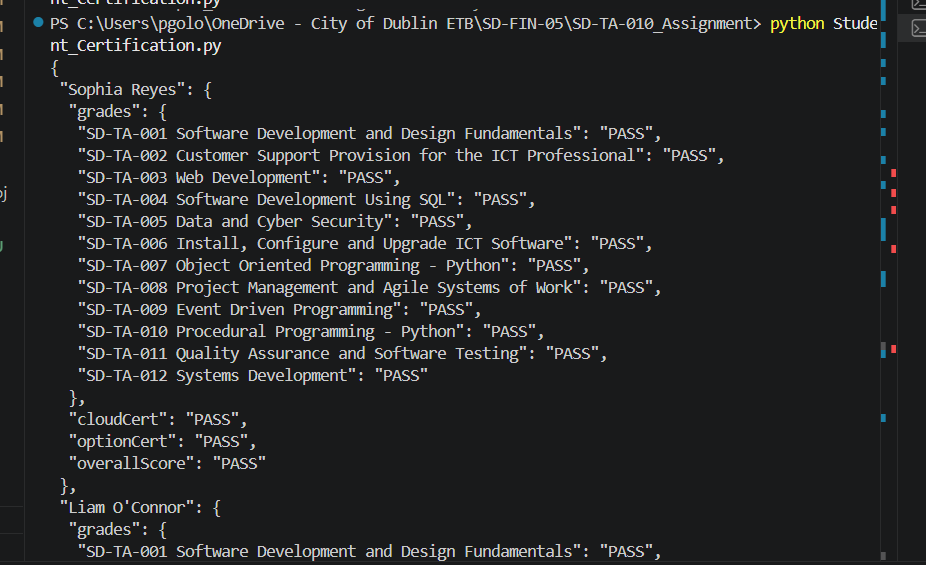 nt_Certification.py
PS C:\Users\pgolo\OneDrive - City of Dublin ETB\SD-FIN-05\SD-TA-010_Assignment> python Stude
nt_Certification.py
{
 "Sophia Reyes": {
  "grades": {
   "SD-TA-001 Software Development and Design Fundamentals": "PASS",
   "SD-TA-002 Customer Support Provision for the ICT Professional": "PASS",
   "SD-TA-003 Web Development": "PASS",
   "SD-TA-004 Software Development Using SQL": "PASS",
   "SD-TA-005 Data and Cyber Security": "PASS",
   "SD-TA-006 Install, Configure and Upgrade ICT Software": "PASS",
   "SD-TA-007 Object Oriented Programming - Python": "PASS",
   "SD-TA-008 Project Management and Agile Systems of Work": "PASS",
   "SD-TA-009 Event Driven Programming": "PASS",
   "SD-TA-010 Procedural Programming - Python": "PASS",
   "SD-TA-011 Quality Assurance and Software Testing": "PASS",
   "SD-TA-012 Systems Development": "PASS"
  },
  "cloudCert": "PASS",
  "optionCert": "PASS",
  "overallScore": "PASS"
 },
 "Liam O'Connor": {
  "grades": {
   "SD-TA-001 Software Development and Design Fundamentals": "PASS",